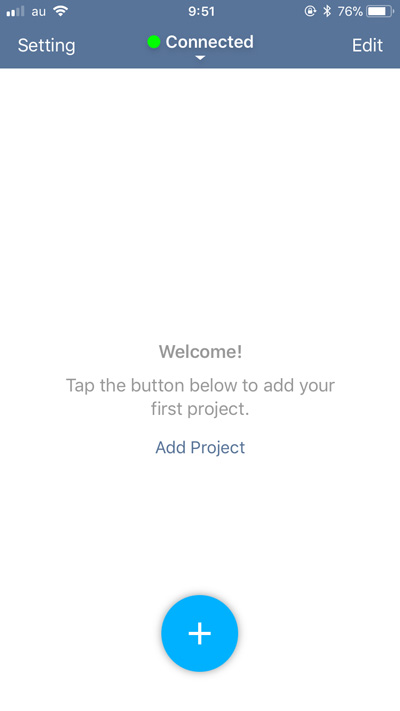 au 9:51 76%
Setting Connected Edit
Welcome!
Tap the button below to add your
first project.
Add Project
+